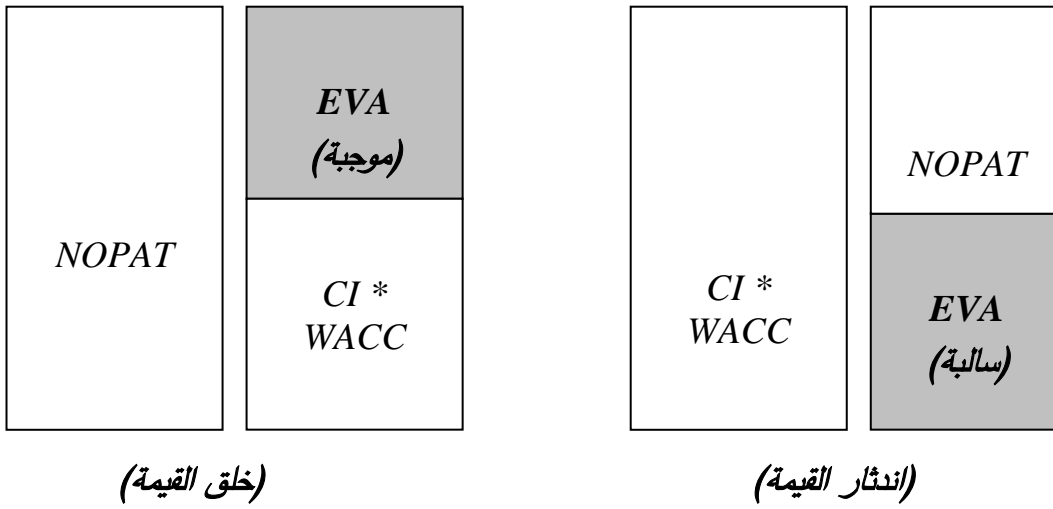 NOPAT
EVA
(موجبة)
CI *
WACC
(خلق القيمة)
CI *
WACC
NOPAT
EVA
(سالبة)
(اندثار القيمة)